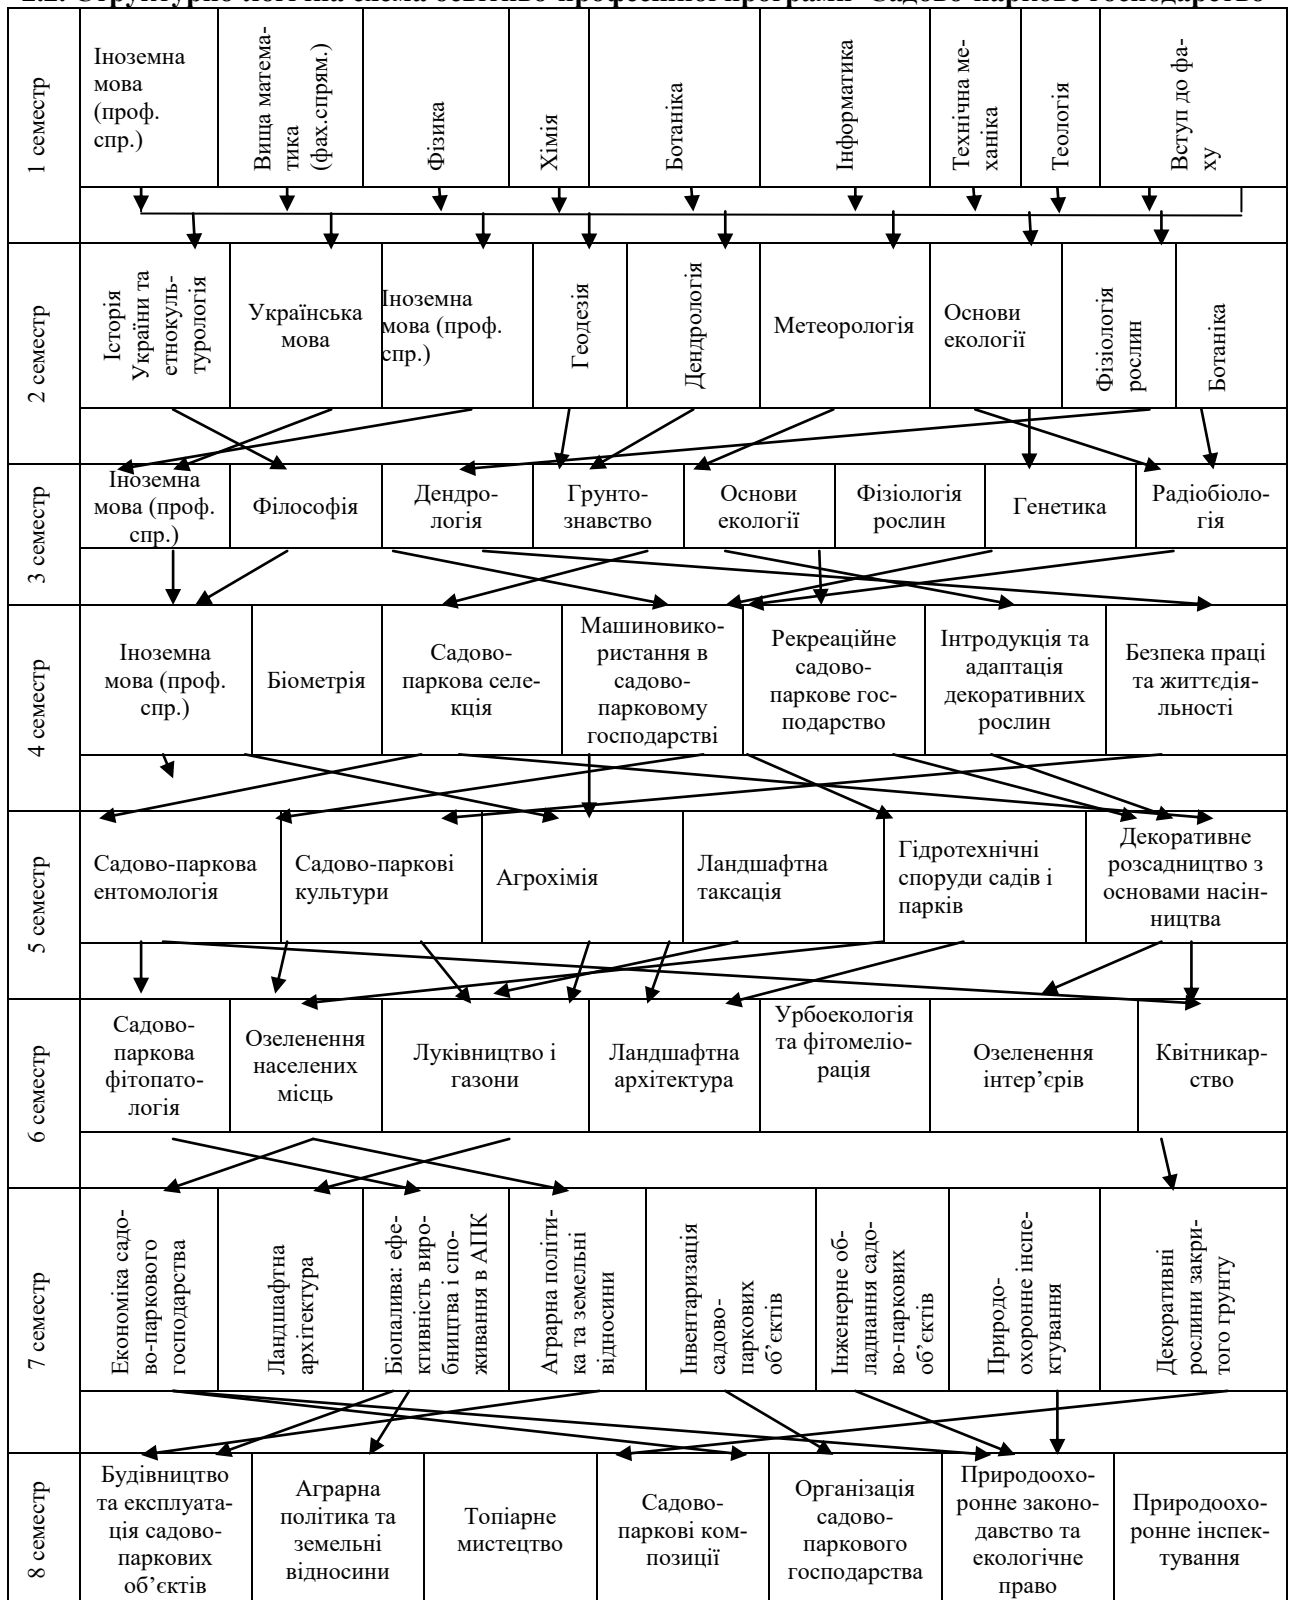 2.2. Структурно-логічна схема освітньо-професійної програми "Садово-паркове господарство"
1 семестр
Іноземна
мова
(проф.
спр.)
Вища матема-
тика
(фах.спрям.)
Фізика
Хімія
Ботаніка
Інформатика
Технічна ме-
ханіка
Теологія
Вступ до фа-
ху
2 семестр
Історія
України та
етнокуль-
турологія
Українська
мова
Іноземна
мова (проф.
спр.)
Геодезія
Дендрологія
Метеорологія
Основи
екології
Фізіологія
рослин
Ботаніка
3 семестр
Іноземна
мова (проф.
спр.)
Філософія
Дендро-
логія
Грунто-
знавство
Основи
екології
Фізіологія
рослин
Генетика
Радіобіоло-
гія
4 семестр
Іноземна
мова (проф.
спр.)
Біометрія
Садово-
паркова селе-
кція
Машиновико-
ристання в
садово-
парковому
господарстві
Рекреаційне
садово-
паркове гос-
подарство
Інтродукція та
адаптація
декоративних
рослин
Безпека праці
та життєдія-
льності
5 семестр
Садово-паркова
ентомологія
Садово-паркові
культури
Агрохімія
Ландшафтна
таксація
Гідротехнічні
споруди садів і
парків
Декоративне
розсадництво з
основами насін-
ництва
6 семестр
Садово-
паркова
фітопато-
логія
Озеленення
населених
місць
Луківництво і
газони
Ландшафтна
архітектура
Урбоекологія
та фітомеліо-
рація
Озеленення
інтер’єрів
Квітникар-
ство
7 семестр
Економіка садо-
во-паркового
господарства
Ландшафтна
архітектура
Біопалива: ефе-
ктивність виро-
бництва і спо-
живання в АПК
Аграрна політи-
ка та земельні
відносини
Інвентаризація
садово-
паркових
об’єктів
Інженерне об-
ладнання садо-
во-паркових
об’єктів
Природо-
охоронне інспе-
ктування
Декоративні
рослини закри-
того грунту
8 семестр
Будівництво
та експлуата-
ція садово-
паркових
об’єктів
Аграрна
політика та
земельні
відносини
Топіарне
мистецтво
Садово-
паркові ком-
позиції
Організація
садово-
паркового
господарства
Природоохо-
ронне законо-
давство та
екологічне
право
Природоохо-
ронне інспек-
тування